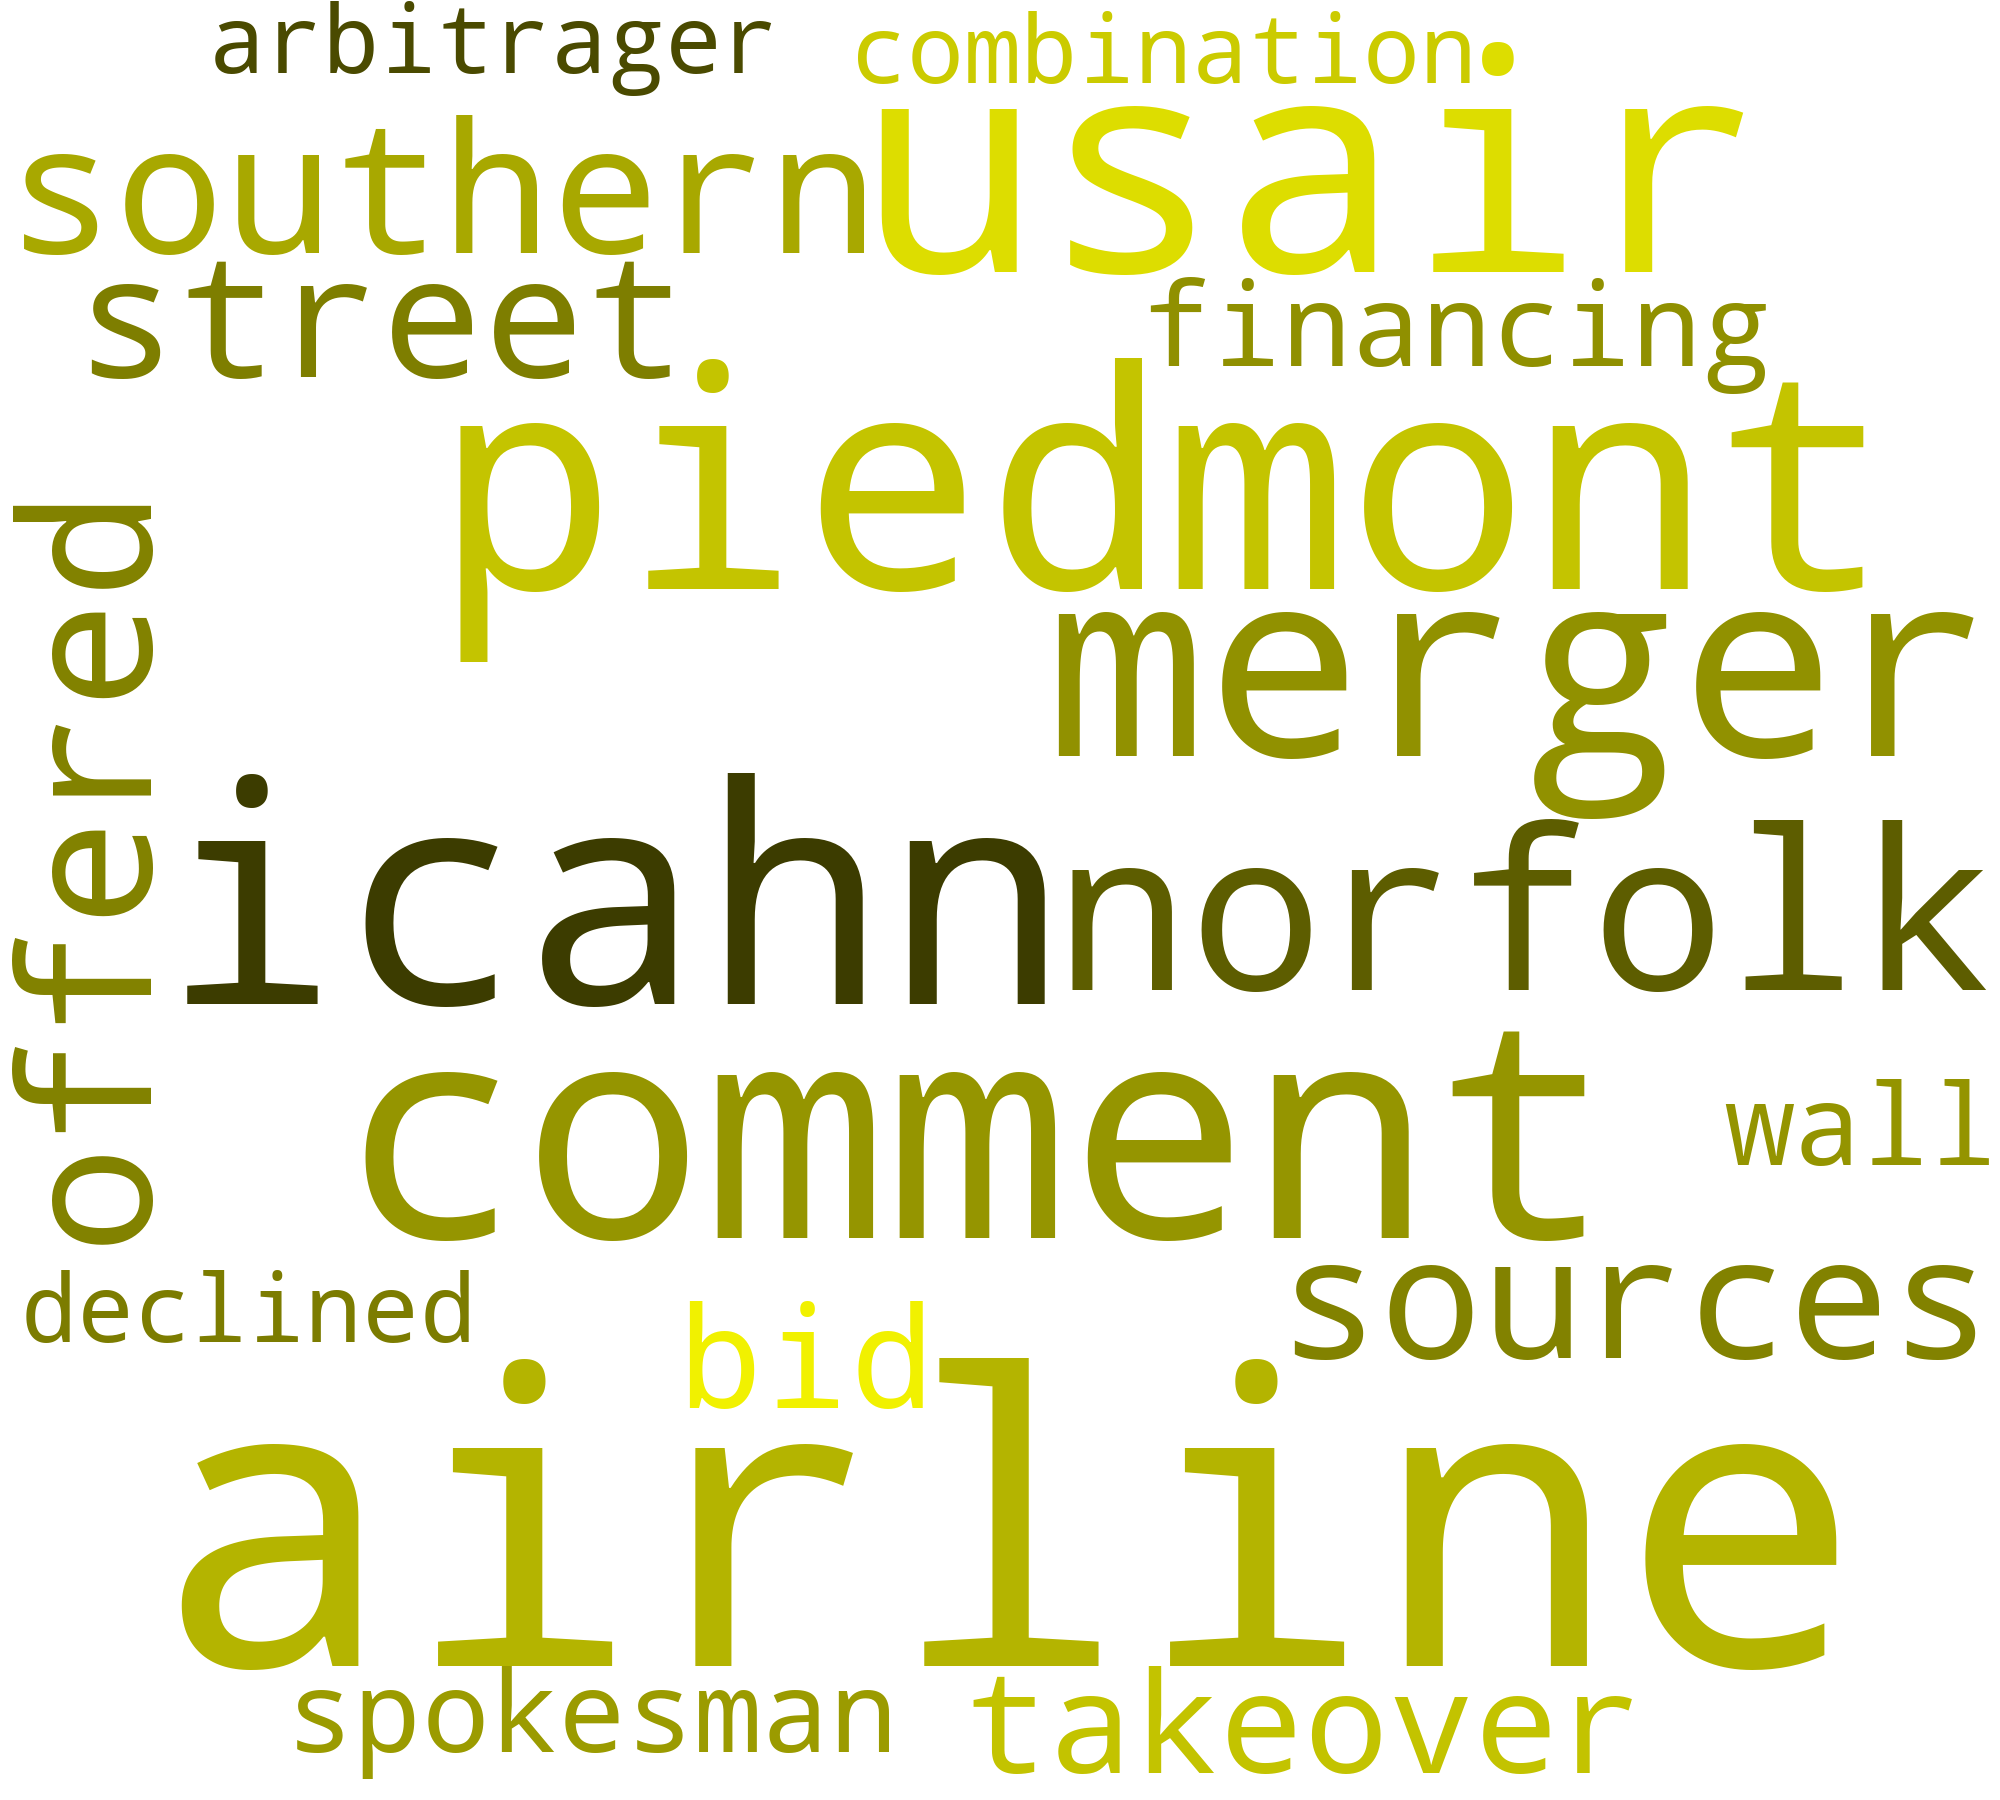 arbitrager
combination
southern
usair
street
financing
piedmont
merger
offered
icahn
norfolk
comment
wall
sources
declined
bid
airline
spokesman
takeover